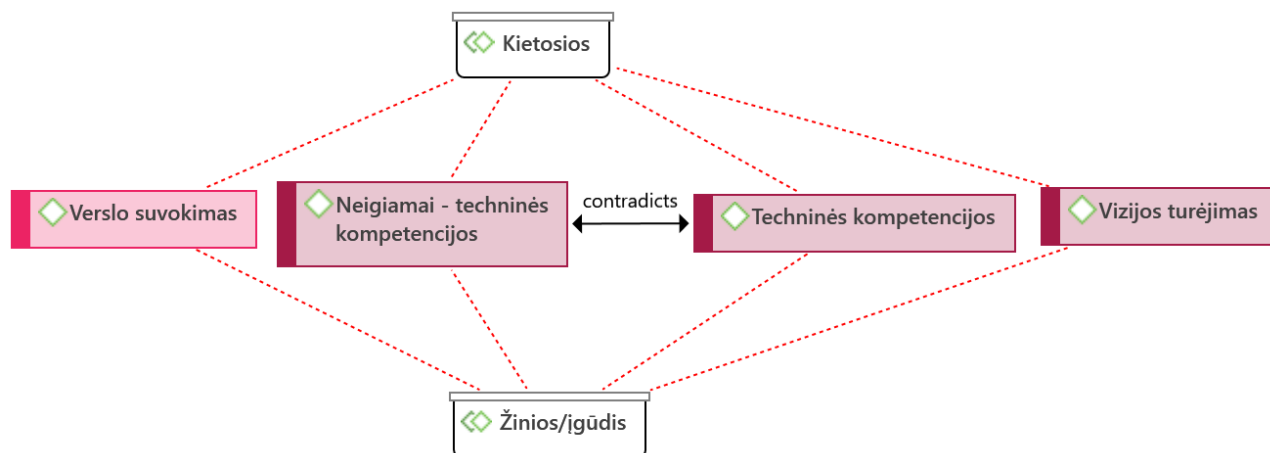 Kietosios
Verslo suvokimas
Neigiamai - techninės
kompetencijos
contradicts
Techninės kompetencijos
Vizijos turėjimas
Žinios/įgūdis